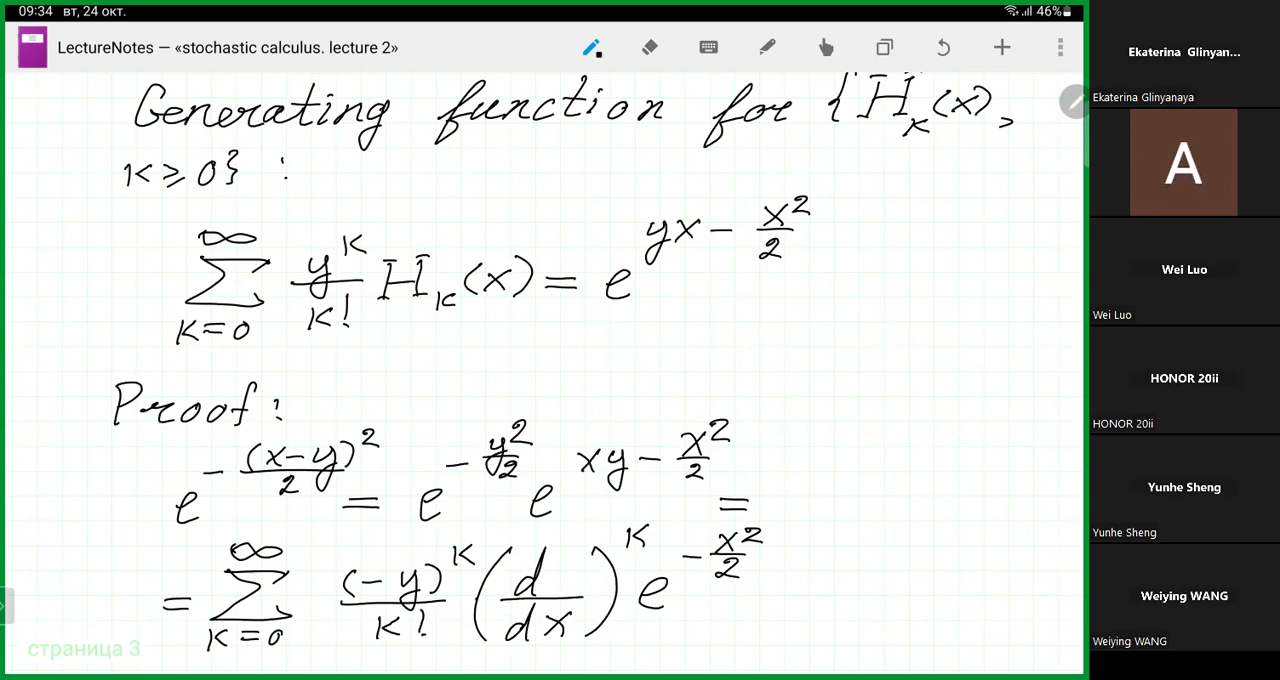 09:34 вт, 24 окт.
46%
LectureNotes — «stochastic calculus. lecture 2»
Generating function for {H_k(x),
k ≥ 0} :
∑_{k=0}^{∞} y^k/k! H_k(x) = e^{yx - x²/2}
Proof:
e^{-(x-y)²/2} = e^{-y²/2} e^{xy - x²/2} =
= ∑_{k=0}^{∞} (-y)^k/k! (d/dx)^k e^{-x²/2}
страница 3
Ekaterina Glinyan...
Ekaterina Glinyanaya
A
Wei Luo
Wei Luo
HONOR 20ii
HONOR 20ii
Yunhe Sheng
Yunhe Sheng
Weiying WANG
Weiying WANG